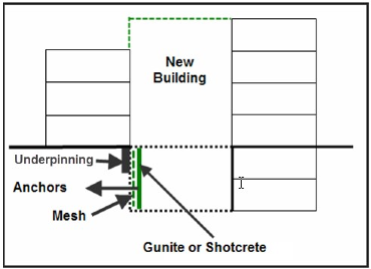 New
Building
Underpinning
Anchors
Mesh
Gunite or Shotcrete